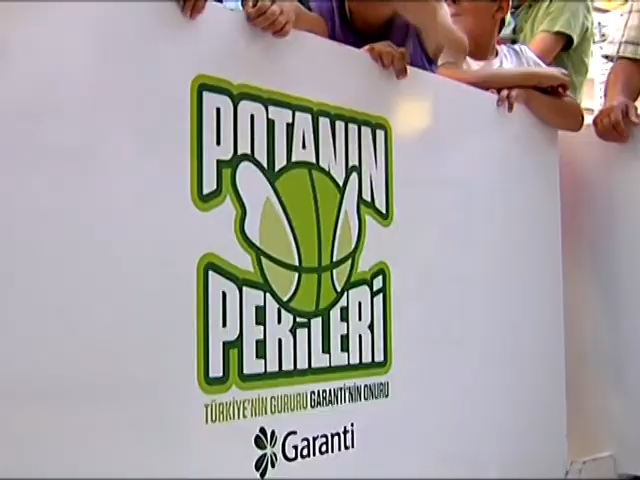 POTANIN
PERİLERİ
TÜRKİYE'NİN GURURU GARANTİ'NİN ONURU
Garanti